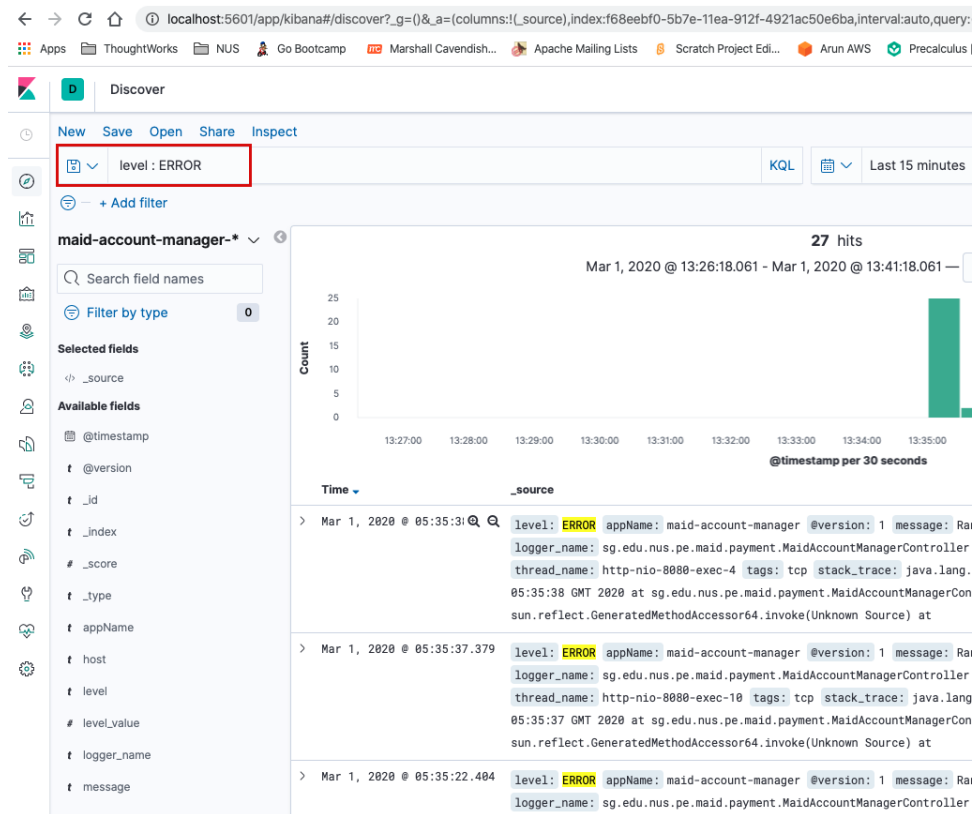 localhost:5601/app/kibana#/discover?_g=()&_a=(columns:!(_source),index:f68eebf0-5b7e-11ea-912f-4921ac50e6ba,interval:auto,query:
Apps ThoughtWorks NUS Go Bootcamp Marshall Cavendish... Apache Mailing Lists Scratch Project Edi... Arun AWS Precalculus
D Discover
New Save Open Share Inspect
level : ERROR KQL Last 15 minutes
+ Add filter
maid-account-manager-*
Search field names
Filter by type 0
Selected fields
</> _source
Available fields
@timestamp
t @version
t _id
t _index
# _score
t _type
t appName
t host
t level
# level_value
t logger_name
t message
27 hits
Mar 1, 2020 @ 13:26:18.061 - Mar 1, 2020 @ 13:41:18.061 —
Count
25
20
15
10
5
0
13:27:00 13:28:00 13:29:00 13:30:00 13:31:00 13:32:00 13:33:00 13:34:00 13:35:00
@timestamp per 30 seconds
Time _source
Mar 1, 2020 @ 05:35:38 level: ERROR appName: maid-account-manager @version: 1 message:
logger_name: sg.edu.nus.pe.maid.payment.MaidAccountManagerController
thread_name: http-nio-8080-exec-4 tags: tcp stack_trace: java.lang.
05:35:38 GMT 2020 at sg.edu.nus.pe.maid.payment.MaidAccountManagerCon
sun.reflect.GeneratedMethodAccessor64.invoke(Unknown Source) at
Mar 1, 2020 @ 05:35:37.379 level: ERROR appName: maid-account-manager @version: 1 message:
logger_name: sg.edu.nus.pe.maid.payment.MaidAccountManagerController
thread_name: http-nio-8080-exec-10 tags: tcp stack_trace: java.lang
05:35:37 GMT 2020 at sg.edu.nus.pe.maid.payment.MaidAccountManagerCon
sun.reflect.GeneratedMethodAccessor64.invoke(Unknown Source) at
Mar 1, 2020 @ 05:35:22.404 level: ERROR appName: maid-account-manager @version: 1 message:
logger_name: sg.edu.nus.pe.maid.payment.MaidAccountManagerController